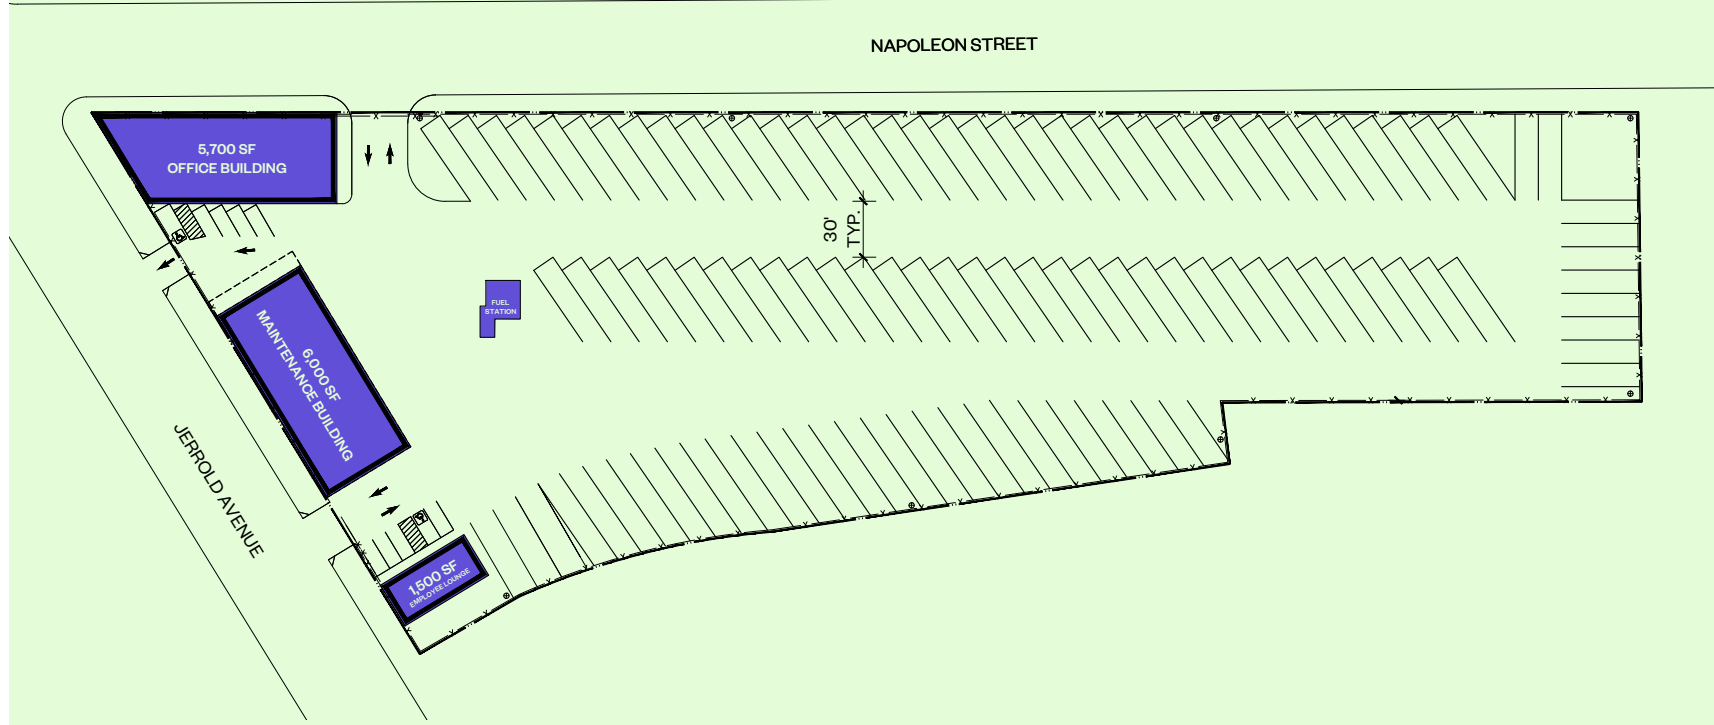 NAPOLEON STREET
5,700 SF
OFFICE BUILDING
30'
TYP.
FUEL
STATION
6,000 SF
MAINTENANCE BUILDING
JERROLD AVENUE
1,500 SF
EMPLOYEE LOUNGE